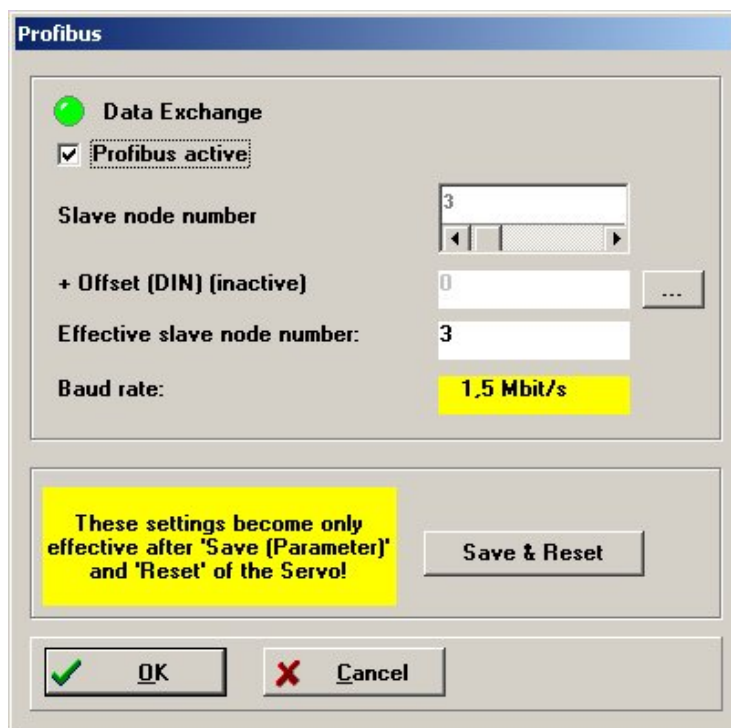 Profibus
Data Exchange
Profibus active
Slave node number
3
+ Offset (DIN) (inactive)
0
...
Effective slave node number:
3
Baud rate:
1,5 Mbit/s
These settings become only
effective after 'Save (Parameter)'
and 'Reset' of the Servo!
Save & Reset
OK
Cancel